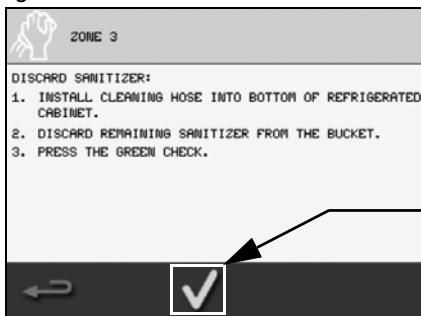 ZONE 3
DISCARD SANITIZER:
1. INSTALL CLEANING HOSE INTO BOTTOM OF REFRIGERATED
CABINET.
2. DISCARD REMAINING SANITIZER FROM THE BUCKET.
3. PRESS THE GREEN CHECK.